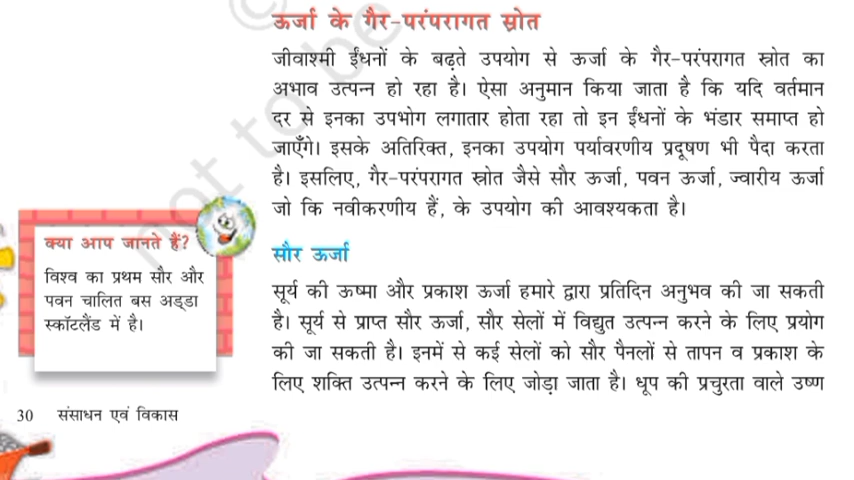 ऊर्जा के गैर-परंपरागत स्रोत
जीवाश्मी ईंधनों के बढ़ते उपयोग से ऊर्जा के गैर-परंपरागत स्रोत का
अभाव उत्पन्न हो रहा है। ऐसा अनुमान किया जाता है कि यदि वर्तमान
दर से इनका उपभोग लगातार होता रहा तो इन ईंधनों के भंडार समाप्त हो
जाएँगे। इसके अतिरिक्त, इनका उपयोग पर्यावरणीय प्रदूषण भी पैदा करता
है। इसलिए, गैर-परंपरागत स्रोत जैसे सौर ऊर्जा, पवन ऊर्जा, ज्वारीय ऊर्जा
जो कि नवीकरणीय हैं, के उपयोग की आवश्यकता है।
क्या आप जानते हैं?
विश्व का प्रथम सौर और
पवन चालित बस अड्डा
स्कॉटलैंड में है।
सौर ऊर्जा
सूर्य की ऊष्मा और प्रकाश ऊर्जा हमारे द्वारा प्रतिदिन अनुभव की जा सकती
है। सूर्य से प्राप्त सौर ऊर्जा, सौर सेलों में विद्युत उत्पन्न करने के लिए प्रयोग
की जा सकती है। इनमें से कई सेलों को सौर पैनलों से तापन व प्रकाश के
लिए शक्ति उत्पन्न करने के लिए जोड़ा जाता है। धूप की प्रचुरता वाले उष्ण
30 संसाधन एवं विकास
© not to be